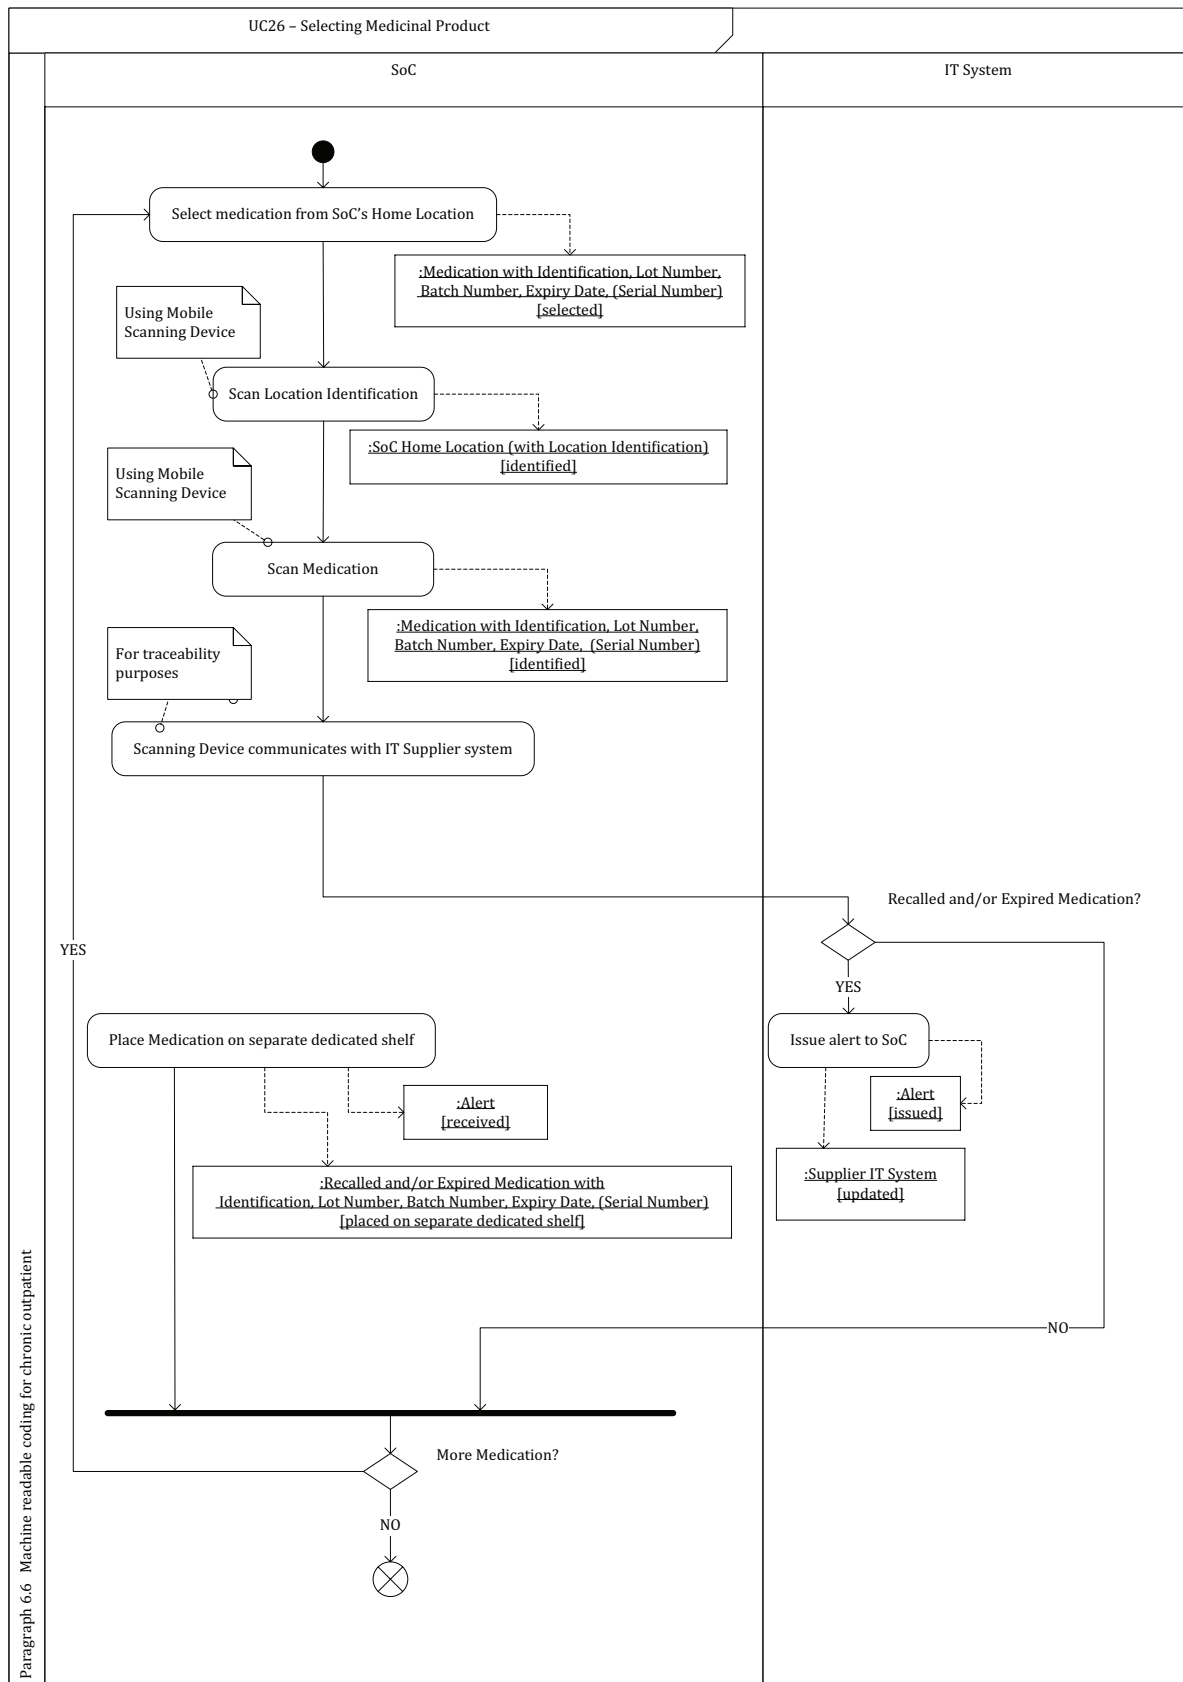 UC26 – Selecting Medicinal Product
SoC
IT System
Select medication from SoC's Home Location
:Medication with Identification, Lot Number,
Batch Number, Expiry Date, (Serial Number)
[selected]
Using Mobile
Scanning Device
Scan Location Identification
:SoC Home Location (with Location Identification)
[identified]
Using Mobile
Scanning Device
Scan Medication
:Medication with Identification, Lot Number,
Batch Number, Expiry Date, (Serial Number)
[identified]
For traceability
purposes
Scanning Device communicates with IT Supplier system
Recalled and/or Expired Medication?
YES
YES
Place Medication on separate dedicated shelf
Issue alert to SoC
:Alert
[received]
:Alert
[issued]
:Recalled and/or Expired Medication with
Identification, Lot Number, Batch Number, Expiry Date, (Serial Number)
[placed on separate dedicated shelf]
:Supplier IT System
[updated]
NO
More Medication?
NO
Paragraph 6.6 Machine readable coding for chronic outpatient